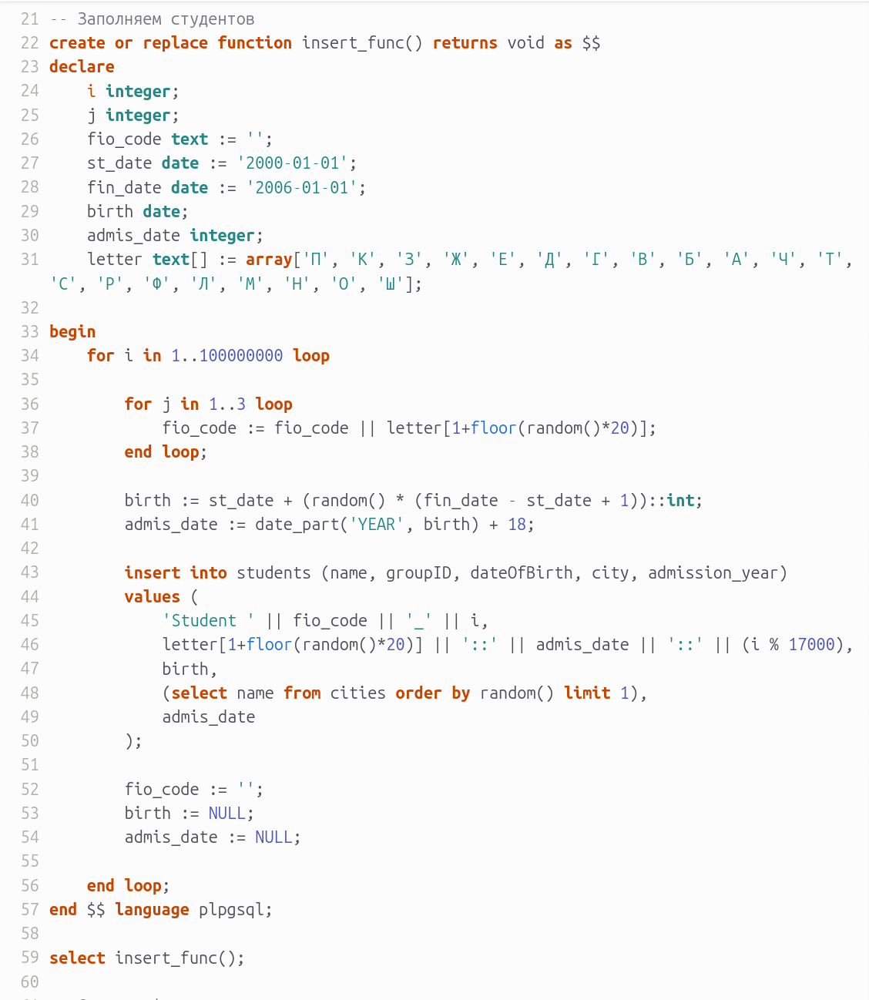 21 -- Заполняем студентов
22 create or replace function insert_func() returns void as $$
23 declare
24     i integer;
25     j integer;
26     fio_code text := '';
27     st_date date := '2000-01-01';
28     fin_date date := '2006-01-01';
29     birth date;
30     admis_date integer;
31     letter text[] := array['П', 'К', 'З', 'Ж', 'Е', 'Д', 'Г', 'В', 'Б', 'А', 'Ч', 'Т',
'С', 'Р', 'Ф', 'Л', 'М', 'Н', 'О', 'Ш'];
32
33 begin
34     for i in 1..100000000 loop
35
36         for j in 1..3 loop
37             fio_code := fio_code || letter[1+floor(random()*20)];
38         end loop;
39
40         birth := st_date + (random() * (fin_date - st_date + 1))::int;
41         admis_date := date_part('YEAR', birth) + 18;
42
43         insert into students (name, groupID, dateOfBirth, city, admission_year)
44         values (
45             'Student ' || fio_code || '_' || i,
46             letter[1+floor(random()*20)] || '::' || admis_date || '::' || (i % 17000),
47             birth,
48             (select name from cities order by random() limit 1),
49             admis_date
50         );
51
52         fio_code := '';
53         birth := NULL;
54         admis_date := NULL;
55
56     end loop;
57 end $$ language plpgsql;
58
59 select insert_func();
60